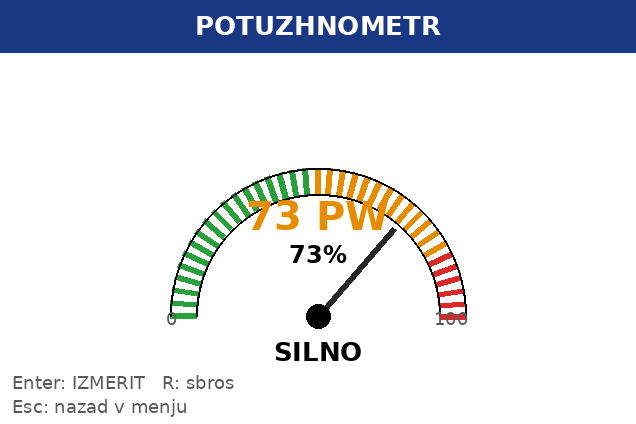 POTUZHNOMETR
73 PW
73%
0
100
SILNO
Enter: IZMERIT   R: sbros
Esc: nazad v menju